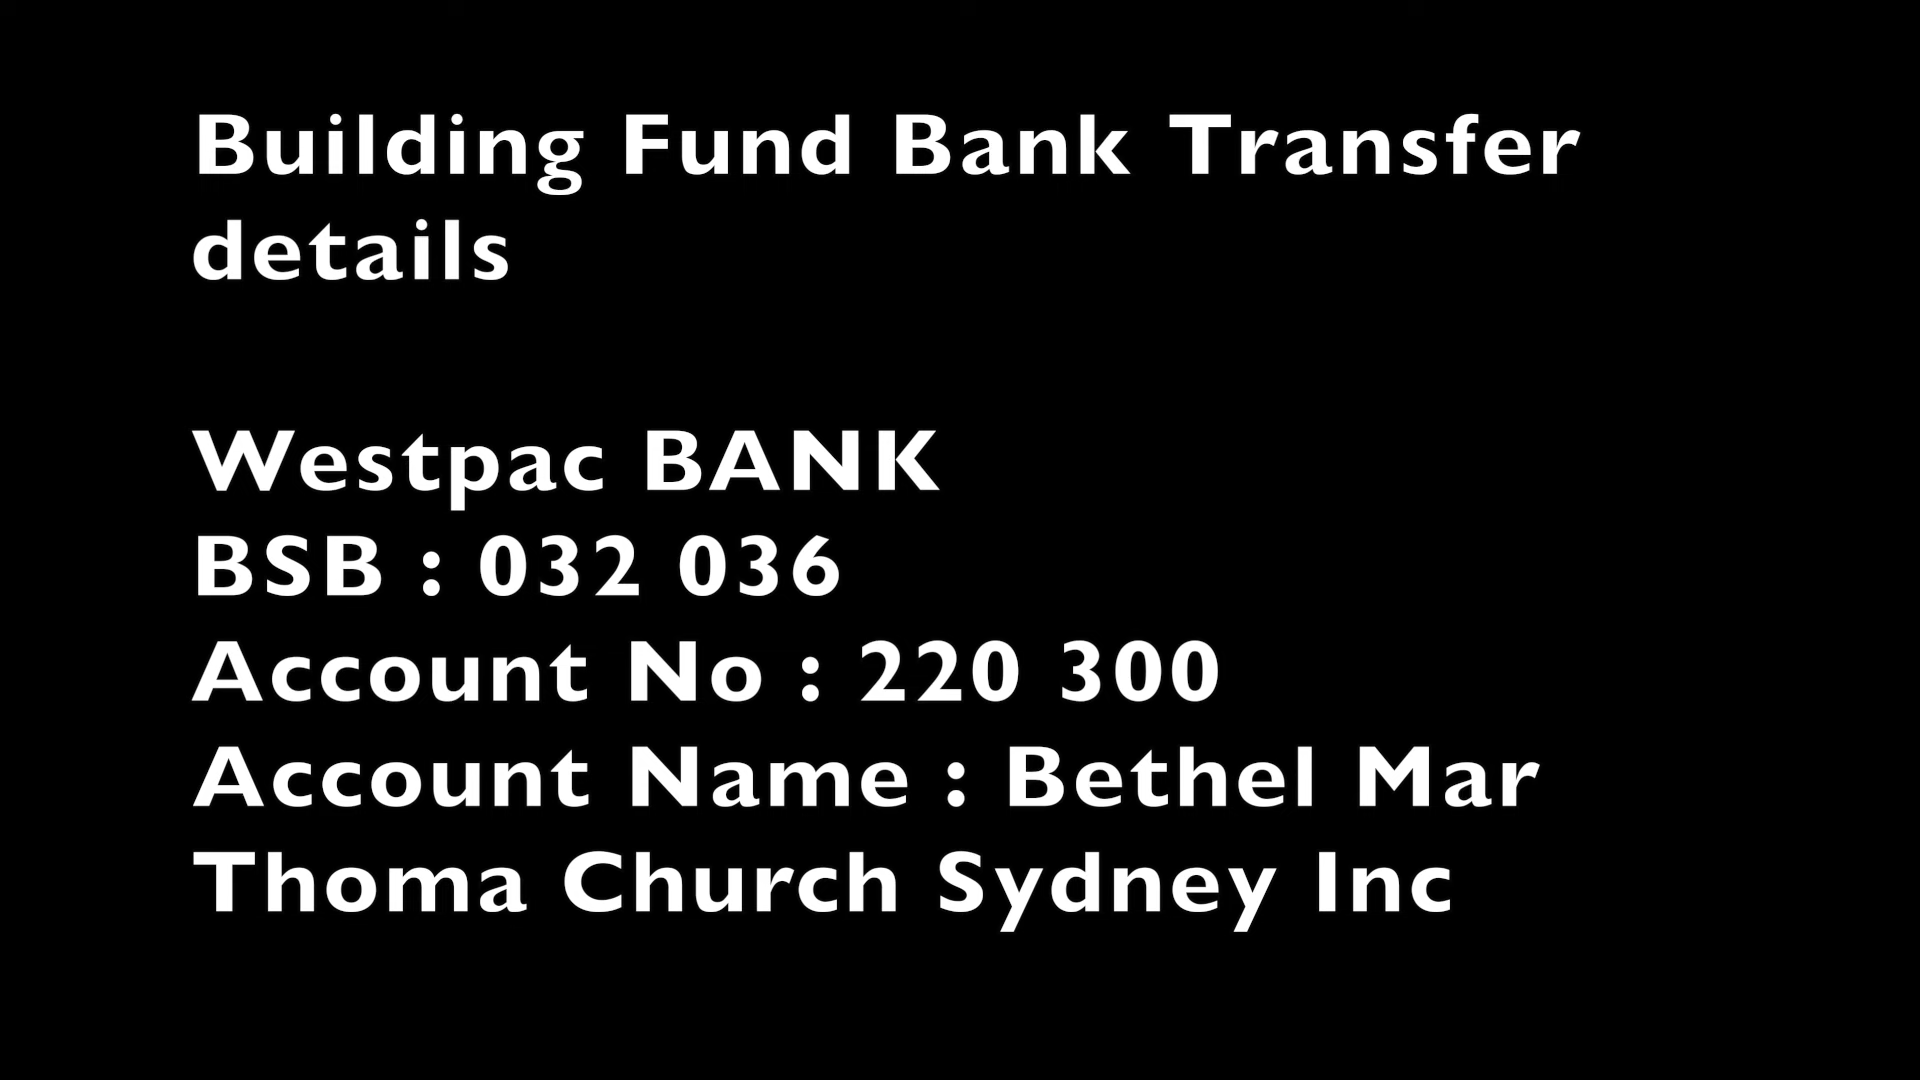 Building Fund Bank Transfer
details
Westpac BANK
BSB : 032 036
Account No : 220 300
Account Name : Bethel Mar
Thoma Church Sydney Inc